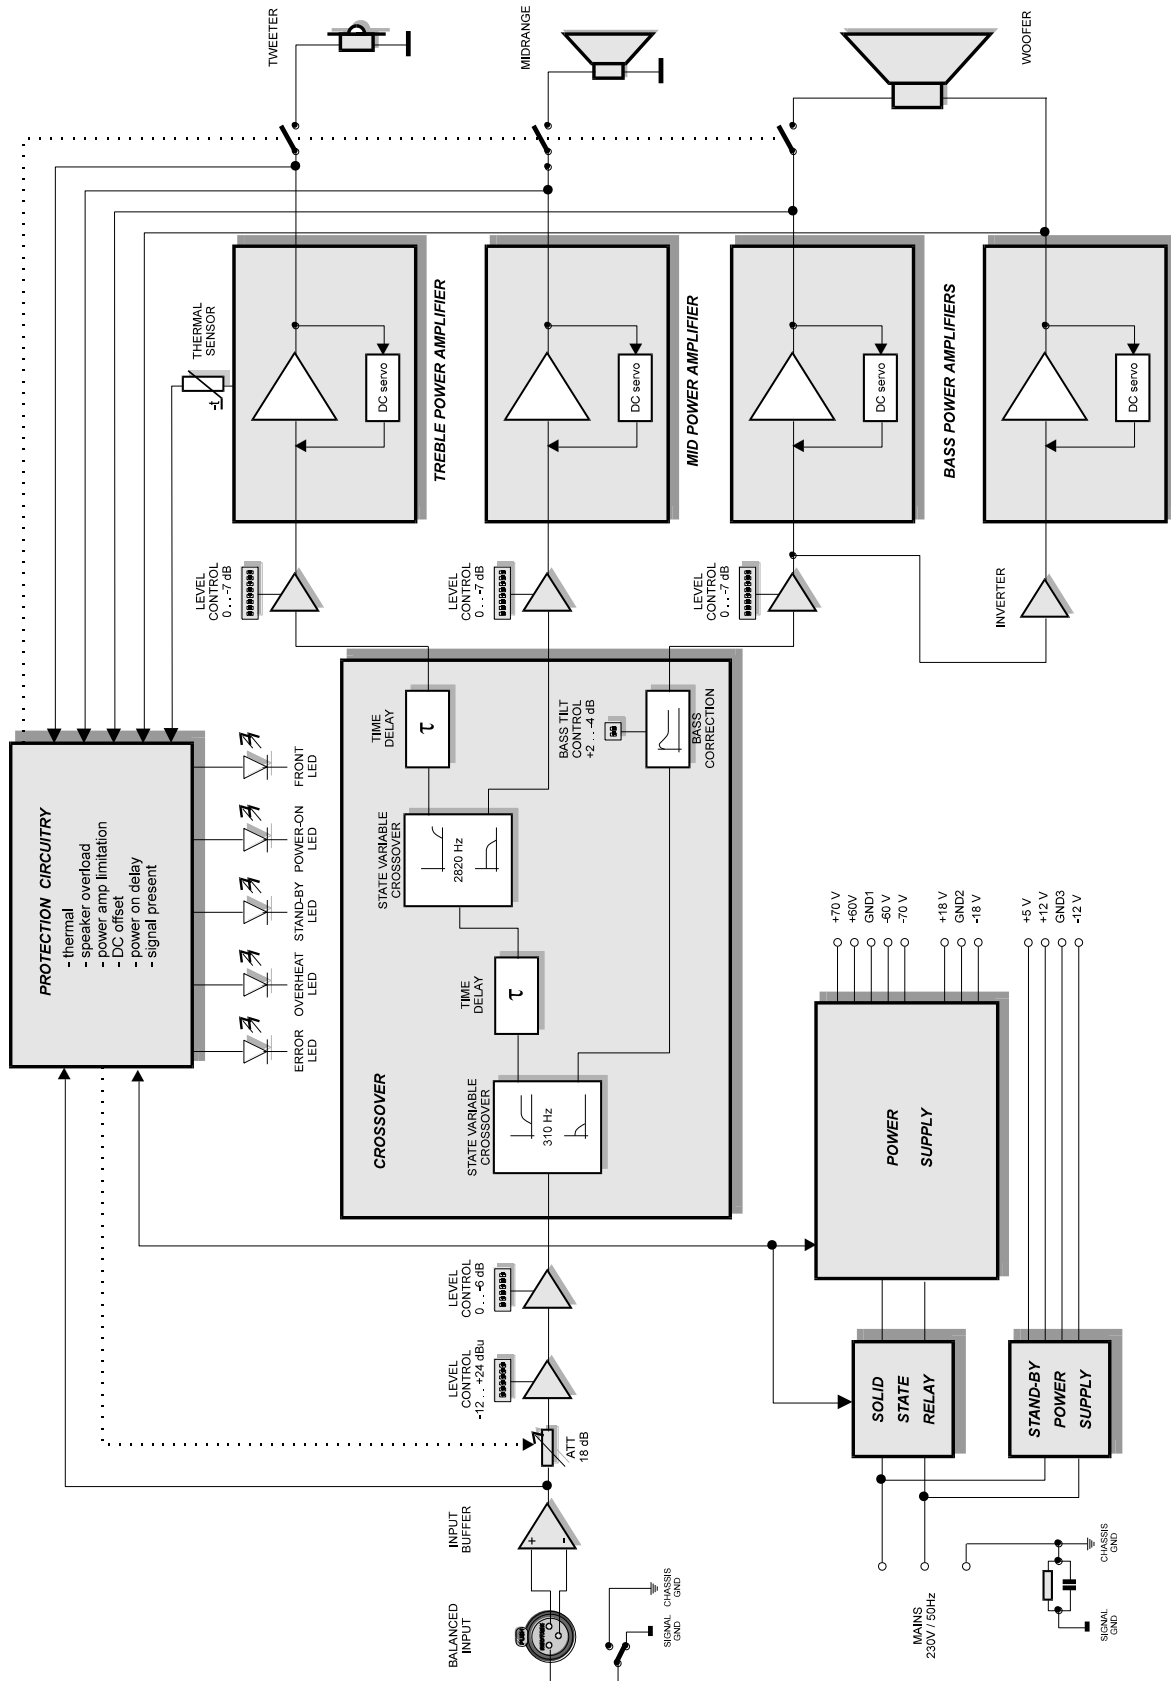 TWEETER
MIDRANGE
WOOFER
THERMAL
SENSOR
-t
DC servo
TREBLE POWER AMPLIFIER
DC servo
MID POWER AMPLIFIER
DC servo
BASS POWER AMPLIFIERS
DC servo
LEVEL
CONTROL
0 . . -7 dB
LEVEL
CONTROL
0 . . -7 dB
LEVEL
CONTROL
0 . . -7 dB
INVERTER
PROTECTION CIRCUITRY
- thermal
- speaker overload
- power amp limitation
- DC offset
- power on delay
- signal present
FRONT
LED
POWER-ON
LED
STAND-BY
LED
OVERHEAT
LED
ERROR
LED
TIME
DELAY
τ
BASS TILT
CONTROL
+2 . . -4 dB
BASS
CORRECTION
STATE VARIABLE
CROSSOVER
2820 Hz
TIME
DELAY
τ
STATE VARIABLE
CROSSOVER
310 Hz
CROSSOVER
+70 V
+60V
GND1
-60 V
-70 V
+18 V
GND2
-18 V
+5 V
+12 V
GND3
-12 V
POWER
SUPPLY
LEVEL
CONTROL
0 . . -6 dB
LEVEL
CONTROL
-12 . . +24 dBu
ATT
18 dB
SOLID
STATE
RELAY
STAND-BY
POWER
SUPPLY
INPUT
BUFFER
+
-
BALANCED
INPUT
PUSH
CHASSIS
GND
SIGNAL
GND
MAINS
230V / 50Hz
CHASSIS
GND
SIGNAL
GND